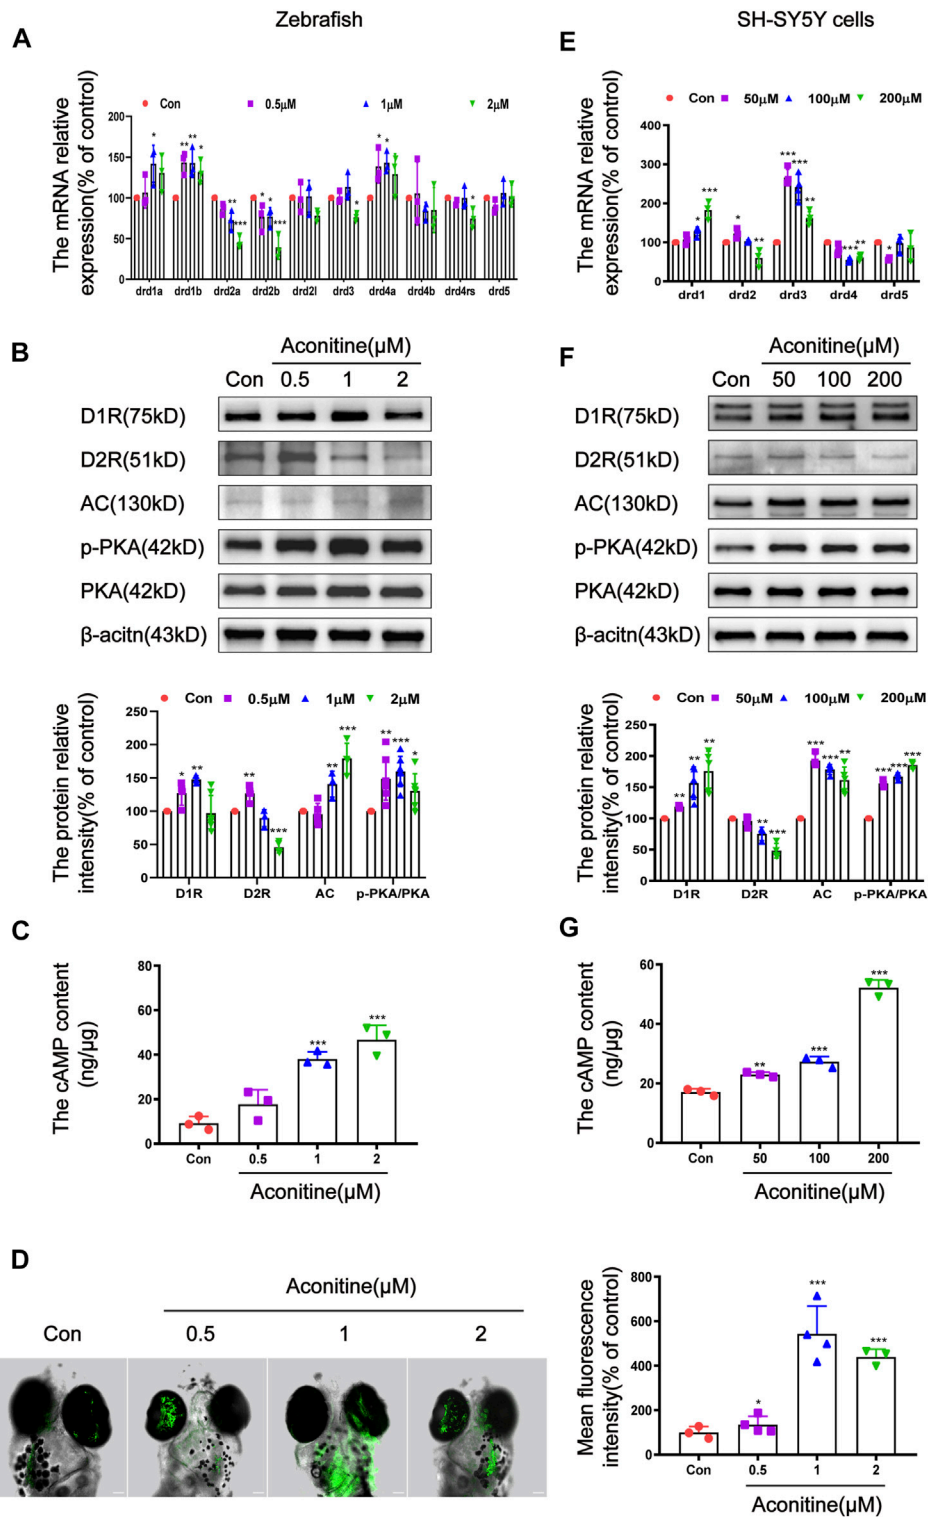 Zebrafish
SH-SY5Y cells
A
The mRNA relative
expression(% of control)
Con 0.5μM 1μM 2μM
200
150
100
50
0
* ** ** * ** *** * * *** * * * *
drd1a drd1b drd2a drd2b drd2l drd3 drd4a drd4b drd4rs drd5
E
The mRNA relative
expression(% of control)
Con 50μM 100μM 200μM
400
300
200
100
0
* *** * ** *** *** ** *** ** *
drd1 drd2 drd3 drd4 drd5
B
Aconitine(μM)
Con 0.5 1 2
D1R(75kD)
D2R(51kD)
AC(130kD)
p-PKA(42kD)
PKA(42kD)
β-acitn(43kD)
The protein relative
intensity(% of control)
Con 0.5μM 1μM 2μM
250
200
150
100
50
0
* ** ** *** ** *** ** *** *
D1R D2R AC p-PKA/PKA
F
Aconitine(μM)
Con 50 100 200
D1R(75kD)
D2R(51kD)
AC(130kD)
p-PKA(42kD)
PKA(42kD)
β-acitn(43kD)
The protein relative
intensity(% of control)
Con 50μM 100μM 200μM
250
200
150
100
50
0
** ** ** ** *** *** *** ** *** *** ***
D1R D2R AC p-PKA/PKA
C
The cAMP content
(ng/μg)
80
60
40
20
0
*** ***
Con 0.5 1 2
Aconitine(μM)
G
The cAMP content
(ng/μg)
60
40
20
0
** *** ***
Con 50 100 200
Aconitine(μM)
D
Aconitine(μM)
Con 0.5 1 2
Mean fluorescence
intensity(% of control)
800
600
400
200
0
* *** ***
Con 0.5 1 2
Aconitine(μM)